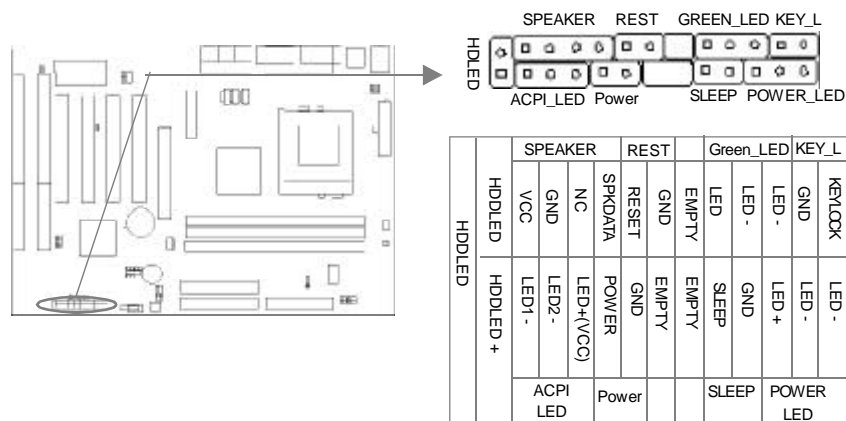 SPEAKER REST GREEN_LED KEY_L
HDLED
ACPI_LED Power SLEEP POWER_LED
SPEAKER REST Green_LED KEY_L
HDDLED
HDDLED VCC GND NC SPKDATA RESET GND EMPTY LED LED - LED - GND KEYLOCK
HDDLED + LED1 - LED2 - LED+(VCC) POWER GND EMPTY EMPTY SLEEP GND LED + LED - LED -
ACPI LED Power SLEEP POWER LED